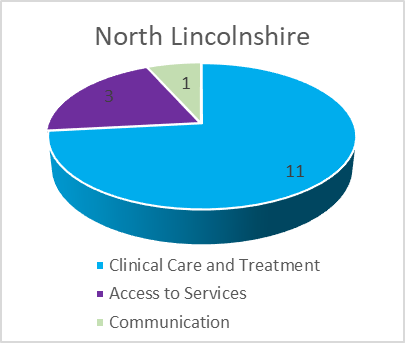 North Lincolnshire
1
3
11
Clinical Care and Treatment
Access to Services
Communication